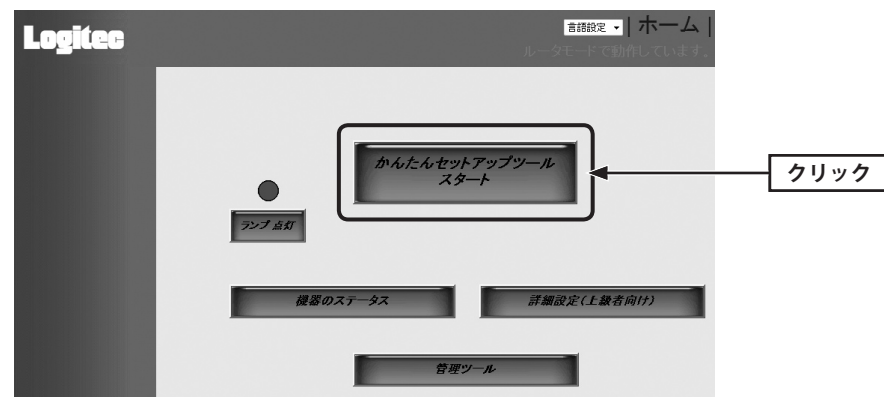 Logitec
言語設定 | ホーム |
ルータモードで動作しています。
かんたんセットアップツール
スタート
クリック
ランプ 点灯
機器のステータス
詳細設定(上級者向け)
管理ツール